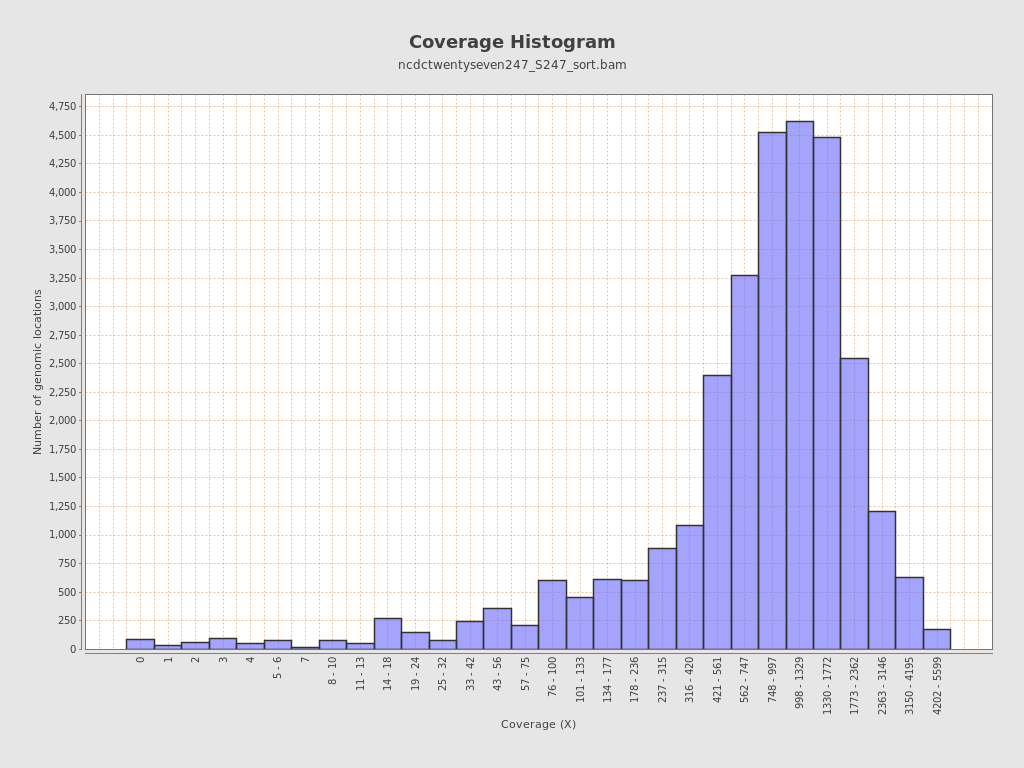 Coverage Histogram
ncdctwentyseven247_S247_sort.bam
Number of genomic locations
4,750
4,500
4,250
4,000
3,750
3,500
3,250
3,000
2,750
2,500
2,250
2,000
1,750
1,500
1,250
1,000
750
500
250
0
0
1
2
3
4
5 - 6
7
8 - 10
11 - 13
14 - 18
19 - 24
25 - 32
33 - 42
43 - 56
57 - 75
76 - 100
101 - 133
134 - 177
178 - 236
237 - 315
316 - 420
421 - 561
562 - 747
748 - 997
998 - 1329
1330 - 1772
1773 - 2362
2363 - 3146
3150 - 4195
4202 - 5599
Coverage (X)